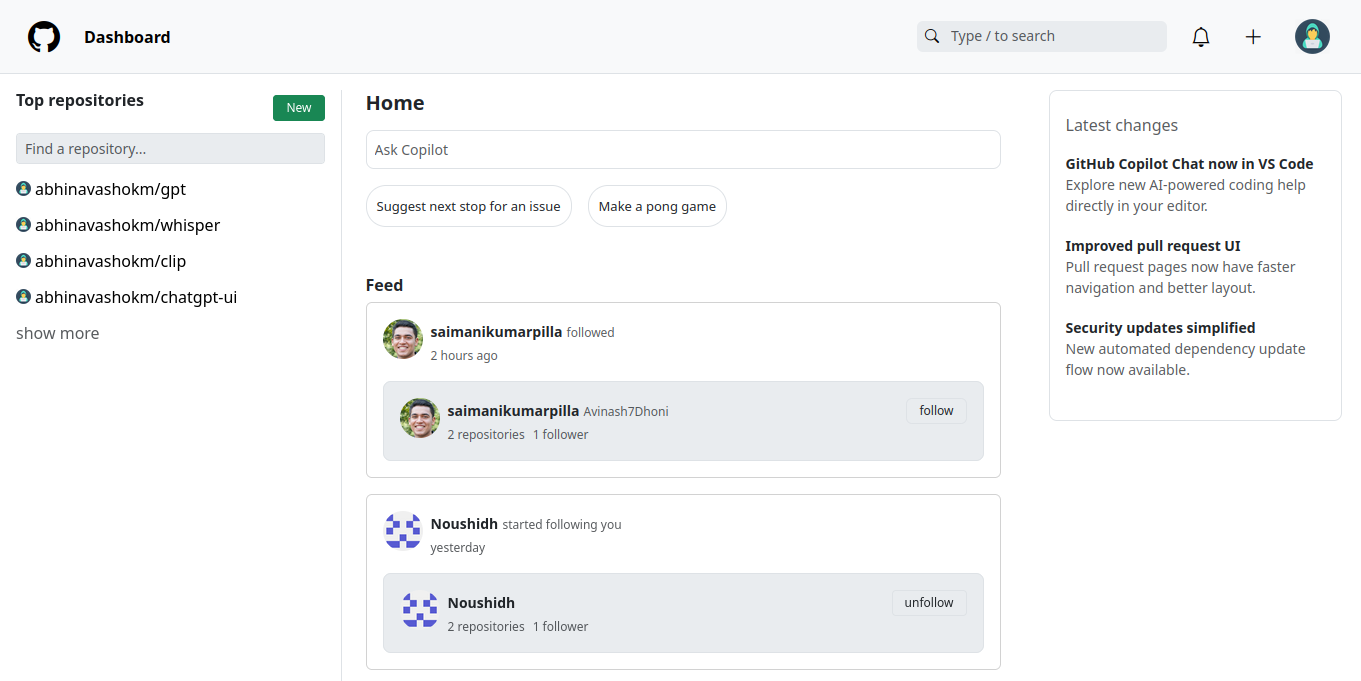 Dashboard
Type / to search
Top repositories
New
Find a repository...
abhinavashokm/gpt
abhinavashokm/whisper
abhinavashokm/clip
abhinavashokm/chatgpt-ui
show more
Home
Ask Copilot
Suggest next stop for an issue
Make a pong game
Feed
saimanikumarpilla followed
2 hours ago
saimanikumarpilla Avinash7Dhoni
follow
2 repositories 1 follower
Noushidh started following you
yesterday
Noushidh
unfollow
2 repositories 1 follower
Latest changes
GitHub Copilot Chat now in VS Code
Explore new AI-powered coding help
directly in your editor.
Improved pull request UI
Pull request pages now have faster
navigation and better layout.
Security updates simplified
New automated dependency update
flow now available.